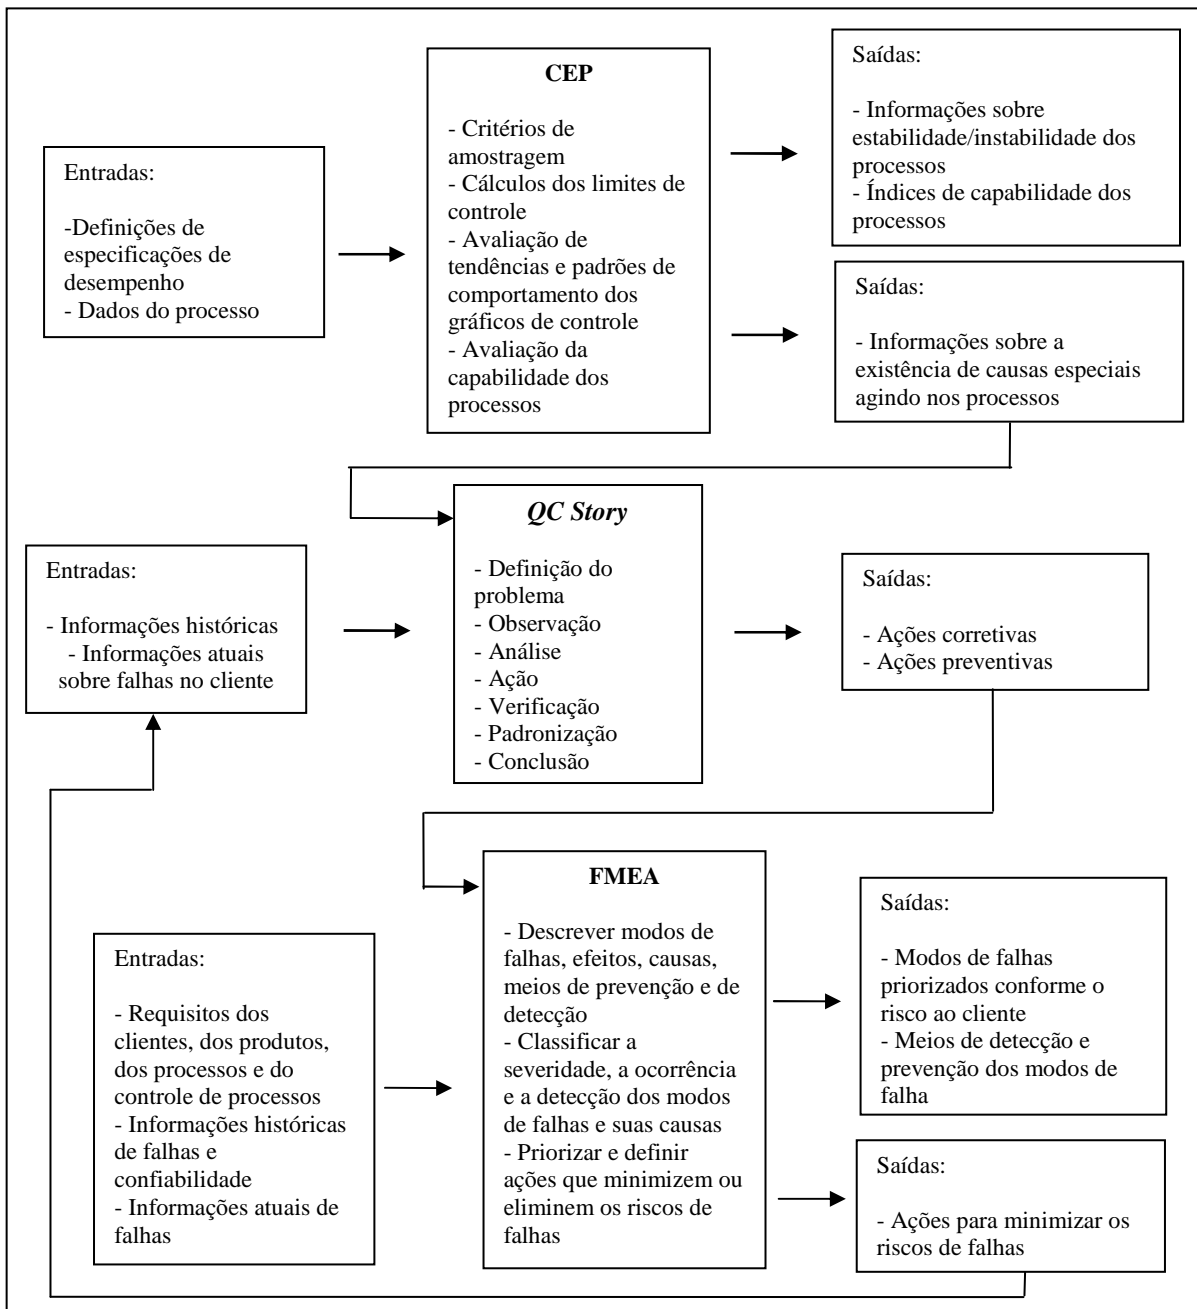 Entradas:
-Definições de
especificações de
desempenho
- Dados do processo
CEP
- Critérios de
amostragem
- Cálculos dos limites de
controle
- Avaliação de
tendências e padrões de
comportamento dos
gráficos de controle
- Avaliação da
capabilidade dos
processos
Saídas:
- Informações sobre
estabilidade/instabilidade dos
processos
- Índices de capabilidade dos
processos
Saídas:
- Informações sobre a
existência de causas especiais
agindo nos processos
Entradas:
- Informações históricas
- Informações atuais
sobre falhas no cliente
QC Story
- Definição do
problema
- Observação
- Análise
- Ação
- Verificação
- Padronização
- Conclusão
Saídas:
- Ações corretivas
- Ações preventivas
Entradas:
- Requisitos dos
clientes, dos produtos,
dos processos e do
controle de processos
- Informações históricas
de falhas e
confiabilidade
- Informações atuais de
falhas
FMEA
- Descrever modos de
falhas, efeitos, causas,
meios de prevenção e de
detecção
- Classificar a
severidade, a ocorrência
e a detecção dos modos
de falhas e suas causas
- Priorizar e definir
ações que minimizem ou
eliminem os riscos de
falhas
Saídas:
- Modos de falhas
priorizados conforme o
risco ao cliente
- Meios de detecção e
prevenção dos modos de
falha
Saídas:
- Ações para minimizar os
riscos de falhas